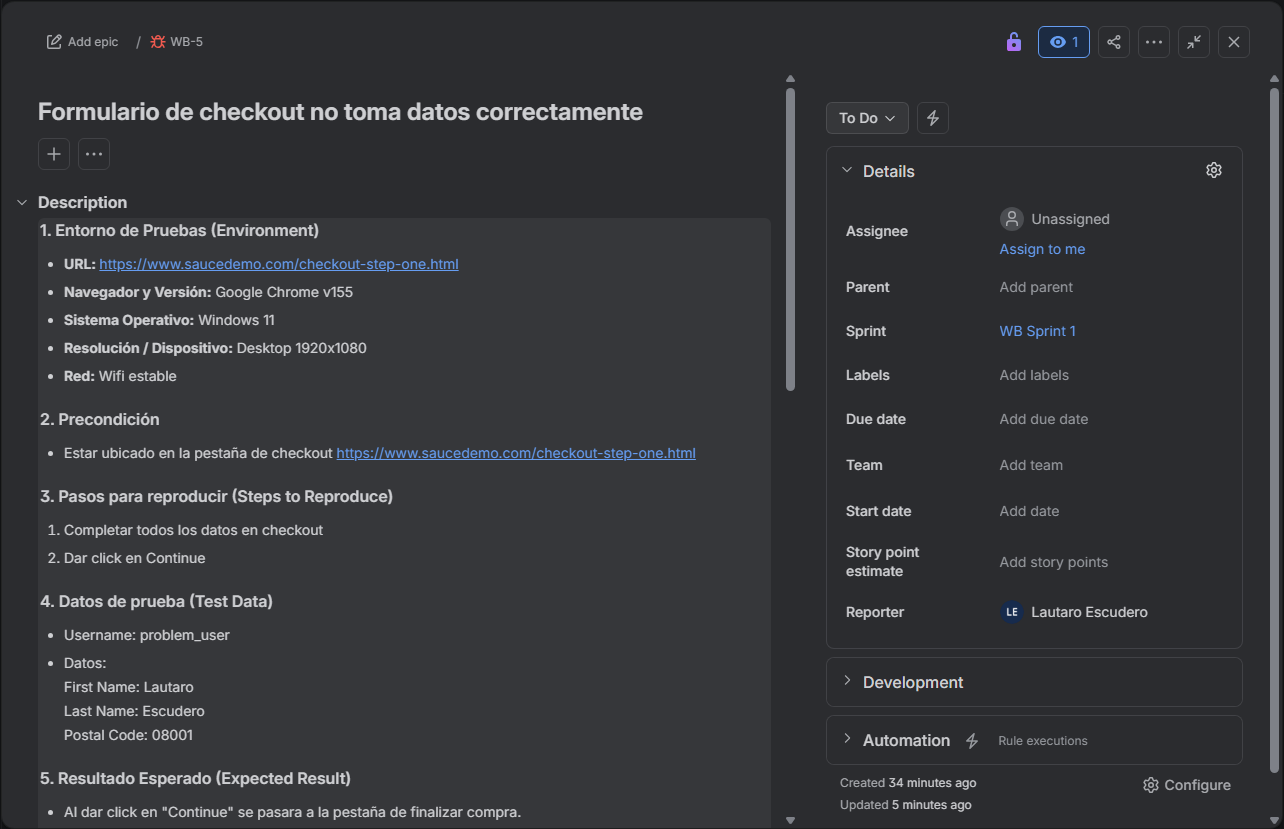 Add epic / WB-5
1
Formulario de checkout no toma datos correctamente
Description
1. Entorno de Pruebas (Environment)
• URL: https://www.saucedemo.com/checkout-step-one.html
• Navegador y Versión: Google Chrome v155
• Sistema Operativo: Windows 11
• Resolución / Dispositivo: Desktop 1920x1080
• Red: Wifi estable
2. Precondición
• Estar ubicado en la pestaña de checkout https://www.saucedemo.com/checkout-step-one.html
3. Pasos para reproducir (Steps to Reproduce)
1. Completar todos los datos en checkout
2. Dar click en Continue
4. Datos de prueba (Test Data)
• Username: problem_user
• Datos:
First Name: Lautaro
Last Name: Escudero
Postal Code: 08001
5. Resultado Esperado (Expected Result)
• Al dar click en "Continue" se pasara a la pestaña de finalizar compra.
To Do
Details
Assignee
Unassigned
Assign to me
Parent
Add parent
Sprint
WB Sprint 1
Labels
Add labels
Due date
Add due date
Team
Add team
Start date
Add date
Story point
estimate
Add story points
Reporter
LE Lautaro Escudero
Development
Automation
Rule executions
Created 34 minutes ago
Updated 5 minutes ago
Configure